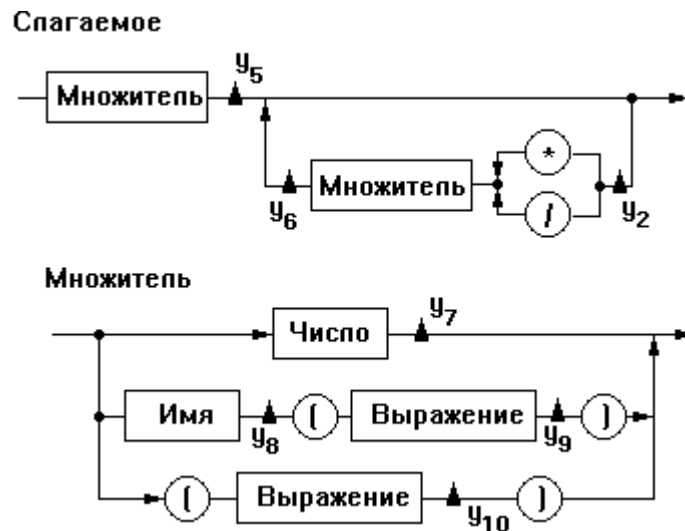 Слагаемое
y5
Множитель
*
y6 Множитель / y2
Множитель
Число y7
Имя y8 ( Выражение y9 )
( Выражение y10 )